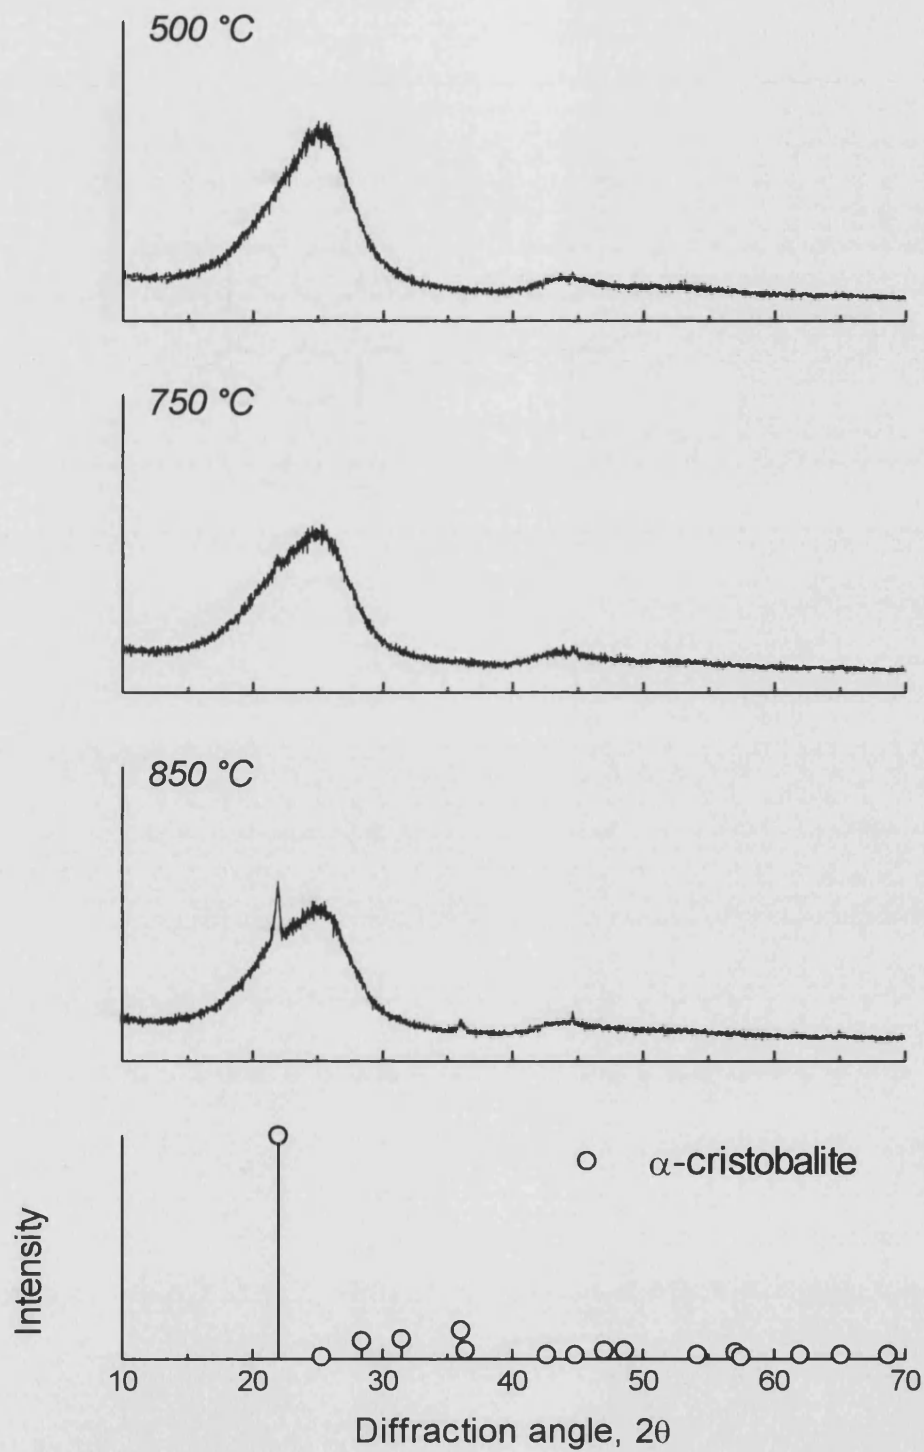 500 °C
750 °C
850 °C
α-cristobalite
Intensity
10 20 30 40 50 60 70
Diffraction angle, 2θ